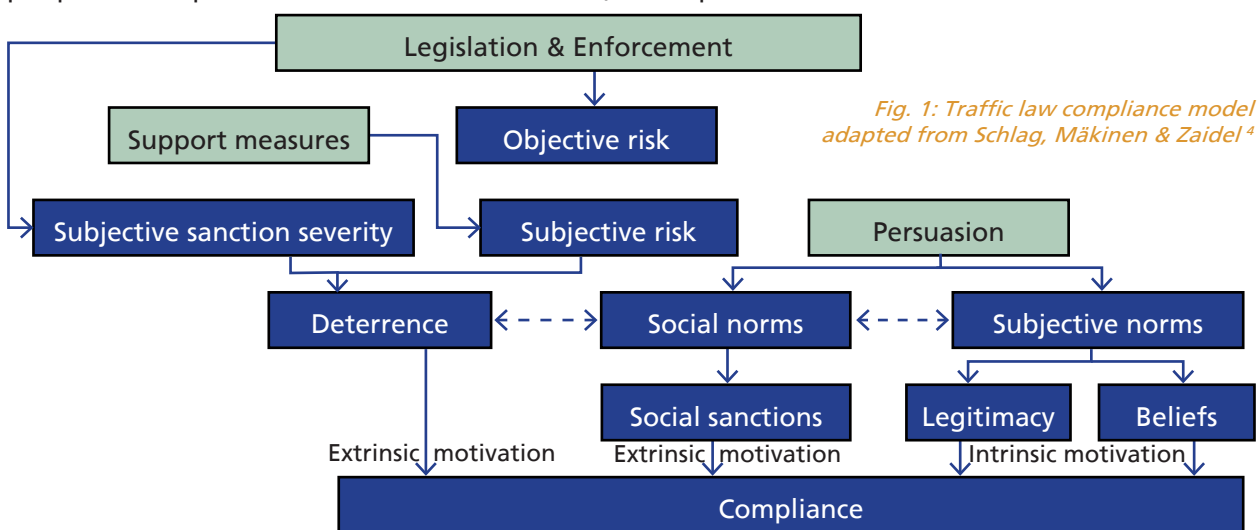 Legislation & Enforcement
Fig. 1: Traffic law compliance model
adapted from Schlag, Mäkinen & Zaidel 4
Support measures
Objective risk
Subjective sanction severity
Subjective risk
Persuasion
Deterrence
Social norms
Subjective norms
Social sanctions
Legitimacy
Beliefs
Extrinsic motivation
Extrinsic motivation
Intrinsic motivation
Compliance